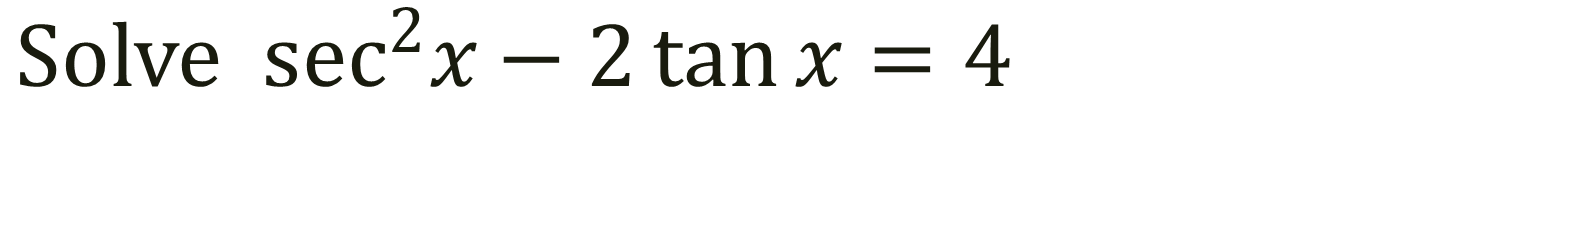 Solve sec²x − 2 tan x = 4